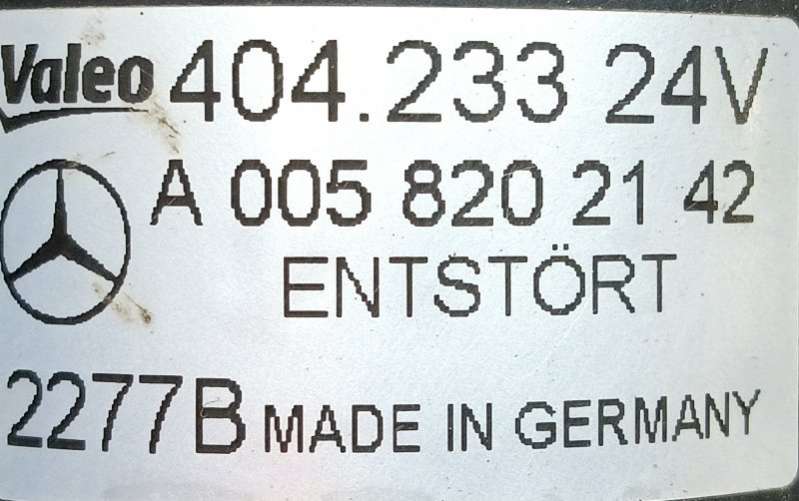 Valeo 404.233 24V
A 005 820 21 42
ENTSTÖRT
2277B MADE IN GERMANY